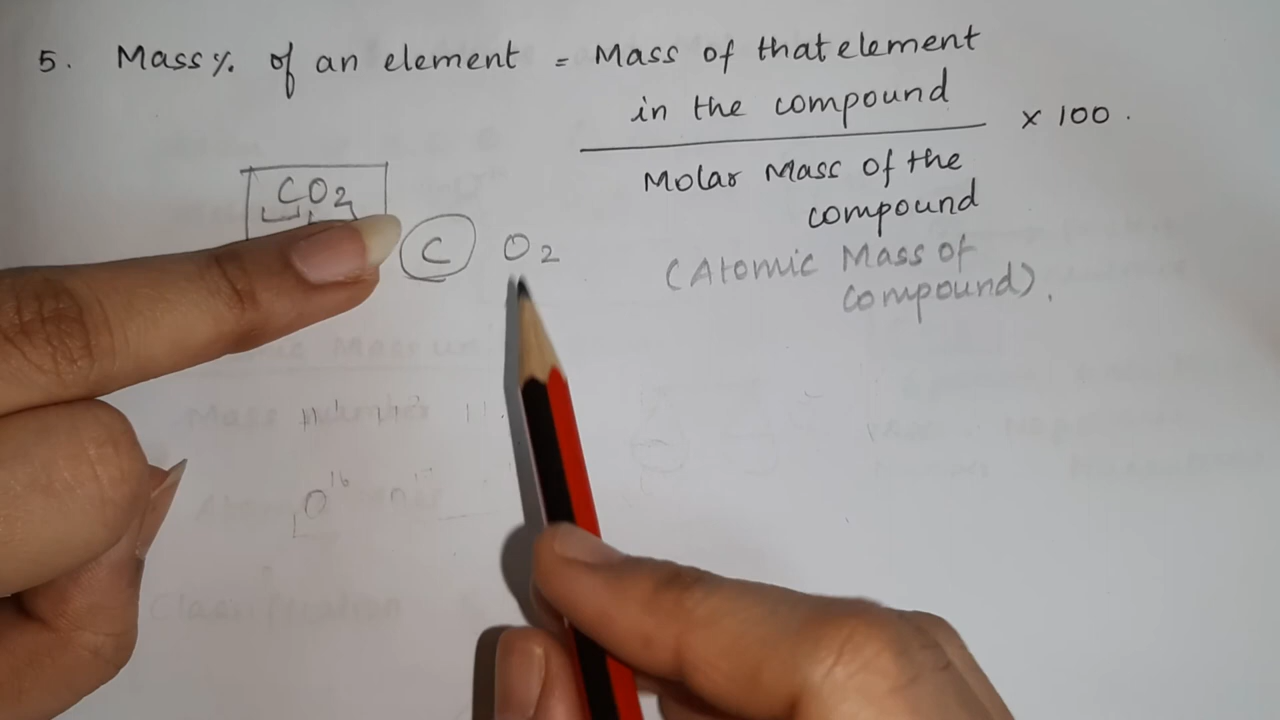 5. Mass% of an element = Mass of that element
in the compound
x 100.
Molar Mass of the
compound
CO2
C O2
(Atomic Mass of
compound).